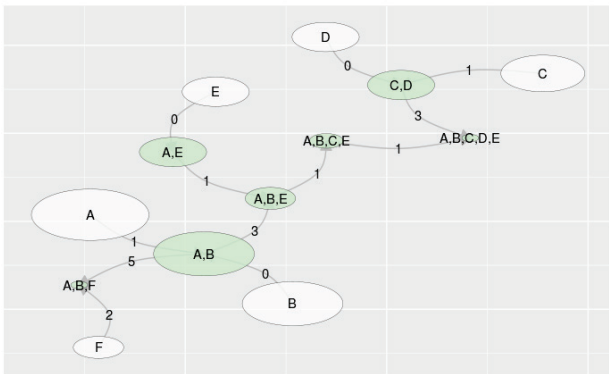 D
0
C,D
1
C
E
3
0
A,B,C,E
1
A,B,C,D,E
A,E
1
1
A,B,E
A
3
1
A,B
5
0
A,B,F
B
2
F